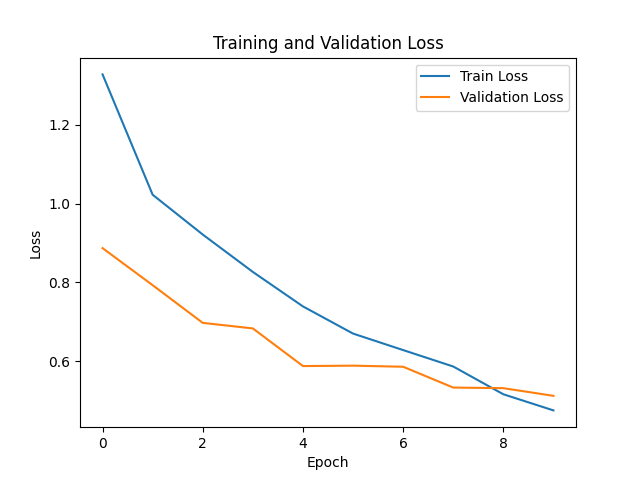 Training and Validation Loss
Train Loss
Validation Loss
Loss
1.2
1.0
0.8
0.6
0 2 4 6 8
Epoch